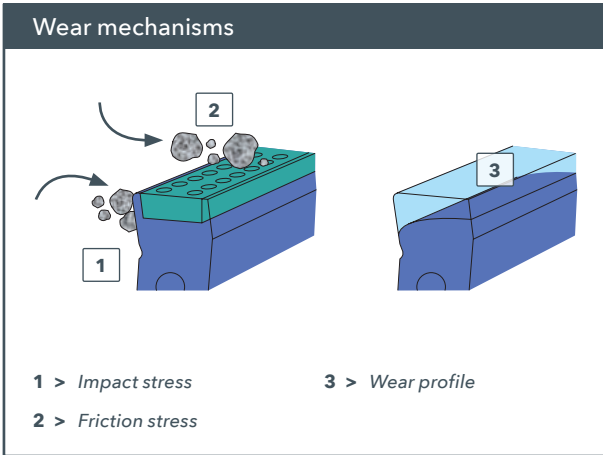 Wear mechanisms
2
3
1
1 > Impact stress
3 > Wear profile
2 > Friction stress